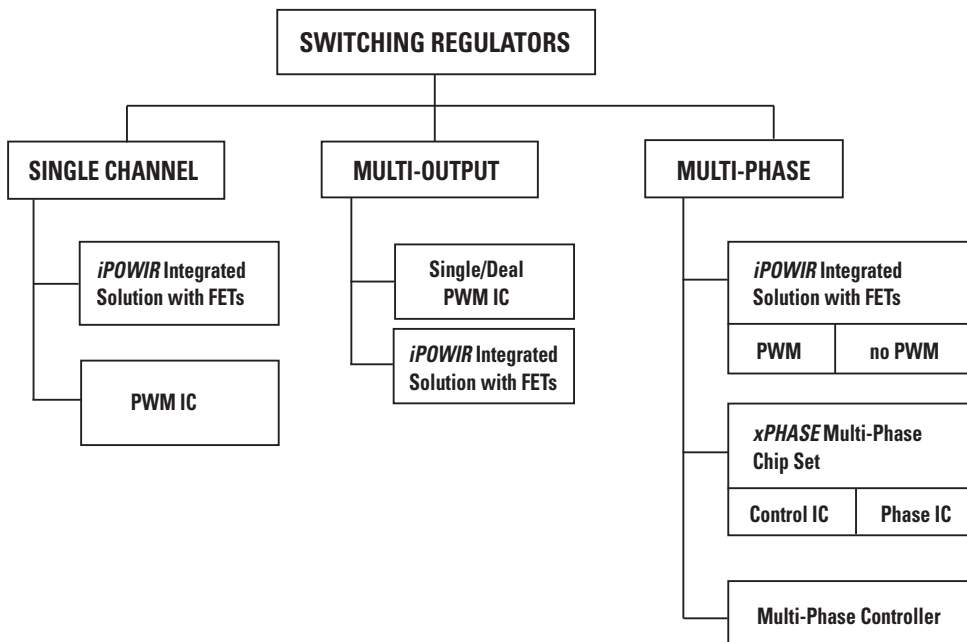 SWITCHING REGULATORS
SINGLE CHANNEL
MULTI-OUTPUT
MULTI-PHASE
iPOWIR Integrated
Solution with FETs
PWM IC
Single/Deal
PWM IC
iPOWIR Integrated
Solution with FETs
iPOWIR Integrated
Solution with FETs
PWM
no PWM
xPHASE Multi-Phase
Chip Set
Control IC
Phase IC
Multi-Phase Controller